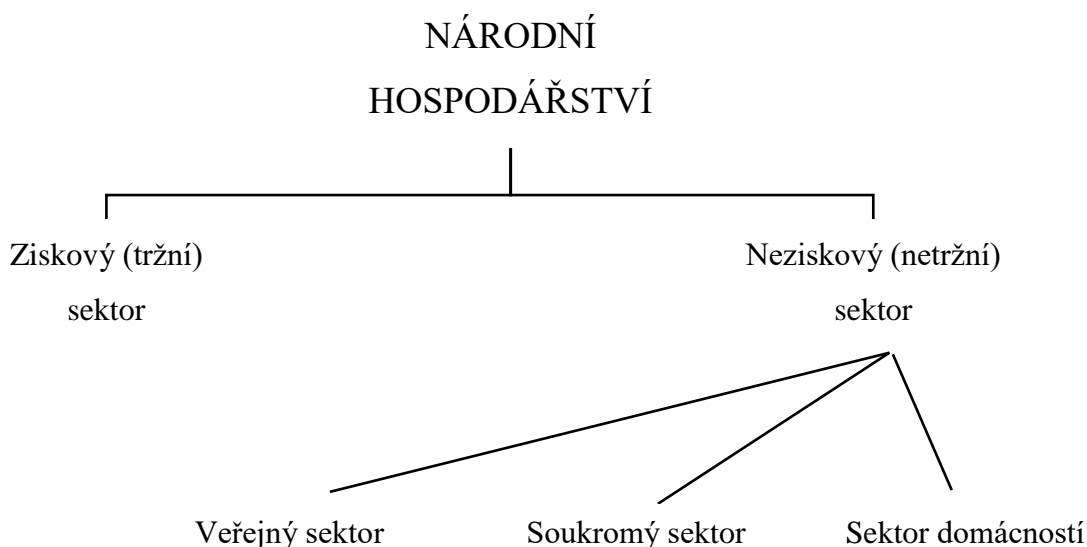 NÁRODNÍ
HOSPODÁŘSTVÍ
Ziskový (tržní)
sektor
Neziskový (netržní)
sektor
Veřejný sektor
Soukromý sektor
Sektor domácností